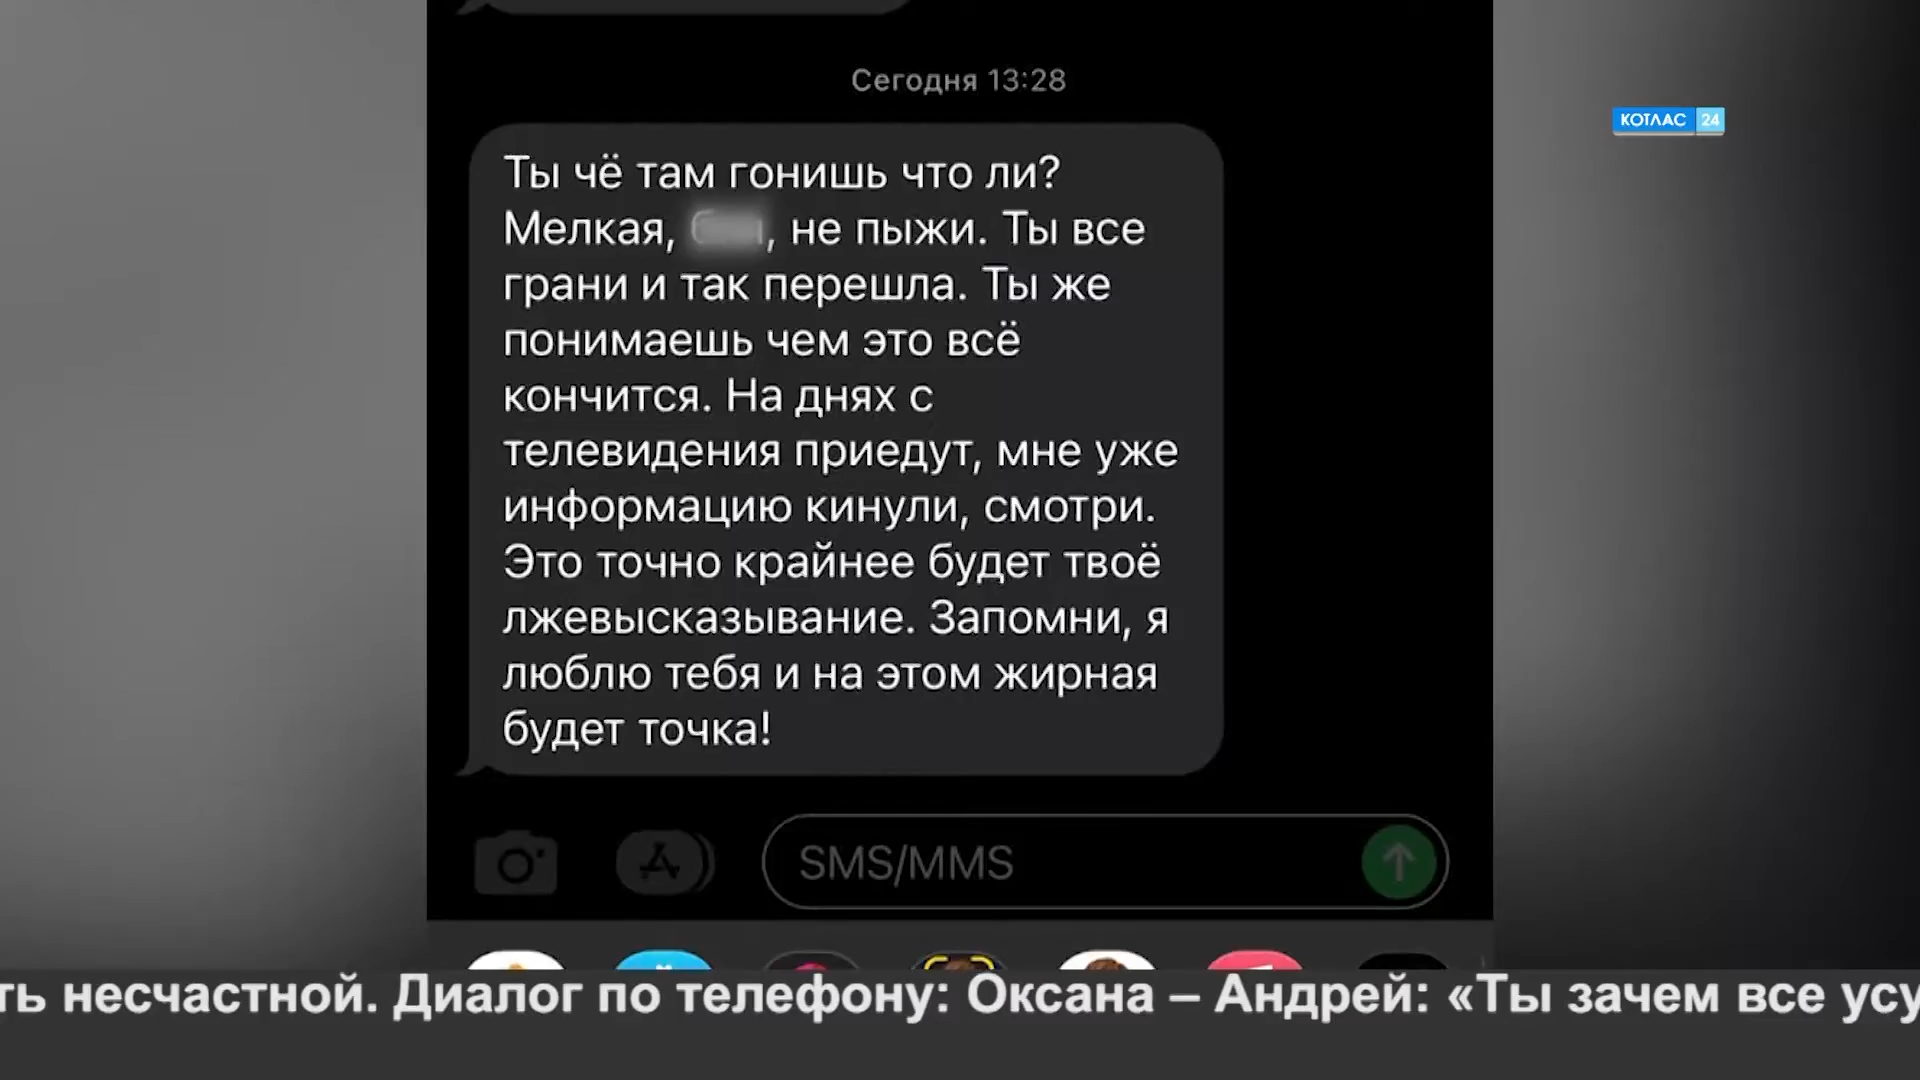 Сегодня 13:28
КОТЛАС 24
Ты чё там гонишь что ли?
Мелкая, , не пыжи. Ты все
грани и так перешла. Ты же
понимаешь чем это всё
кончится. На днях с
телевидения приедут, мне уже
информацию кинули, смотри.
Это точно крайнее будет твоё
лжевысказывание. Запомни, я
люблю тебя и на этом жирная
будет точка!
SMS/MMS
ть несчастной. Диалог по телефону: Оксана – Андрей: «Ты зачем все усу